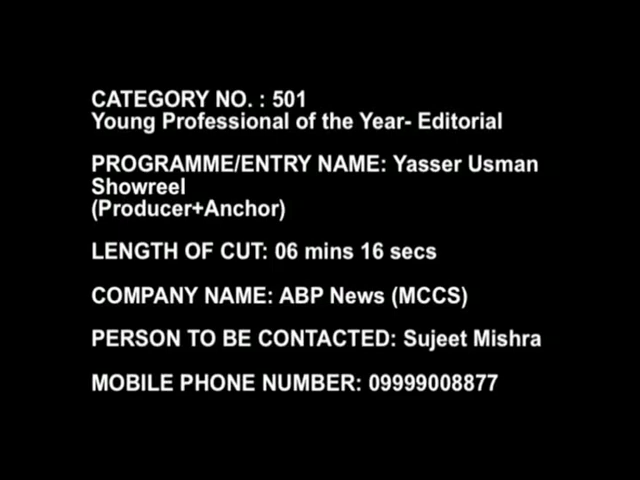 CATEGORY NO. : 501
Young Professional of the Year- Editorial
PROGRAMME/ENTRY NAME: Yasser Usman
Showreel
(Producer+Anchor)
LENGTH OF CUT: 06 mins 16 secs
COMPANY NAME: ABP News (MCCS)
PERSON TO BE CONTACTED: Sujeet Mishra
MOBILE PHONE NUMBER: 09999008877